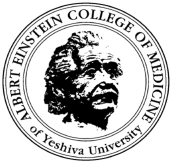 ALBERT EINSTEIN COLLEGE OF MEDICINE
of Yeshiva University